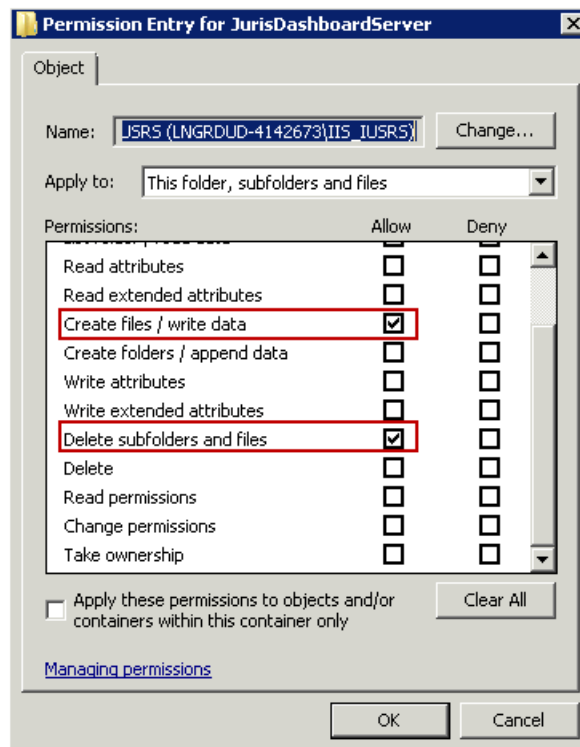 Permission Entry for JurisDashboardServer
Object
Name: JSRS (LNGRDUD-4142673\IIS_IUSRS) Change...
Apply to: This folder, subfolders and files
Permissions: Allow Deny
Read attributes
Read extended attributes
Create files / write data
Create folders / append data
Write attributes
Write extended attributes
Delete subfolders and files
Delete
Read permissions
Change permissions
Take ownership
Apply these permissions to objects and/or
containers within this container only
Clear All
Managing permissions
OK Cancel